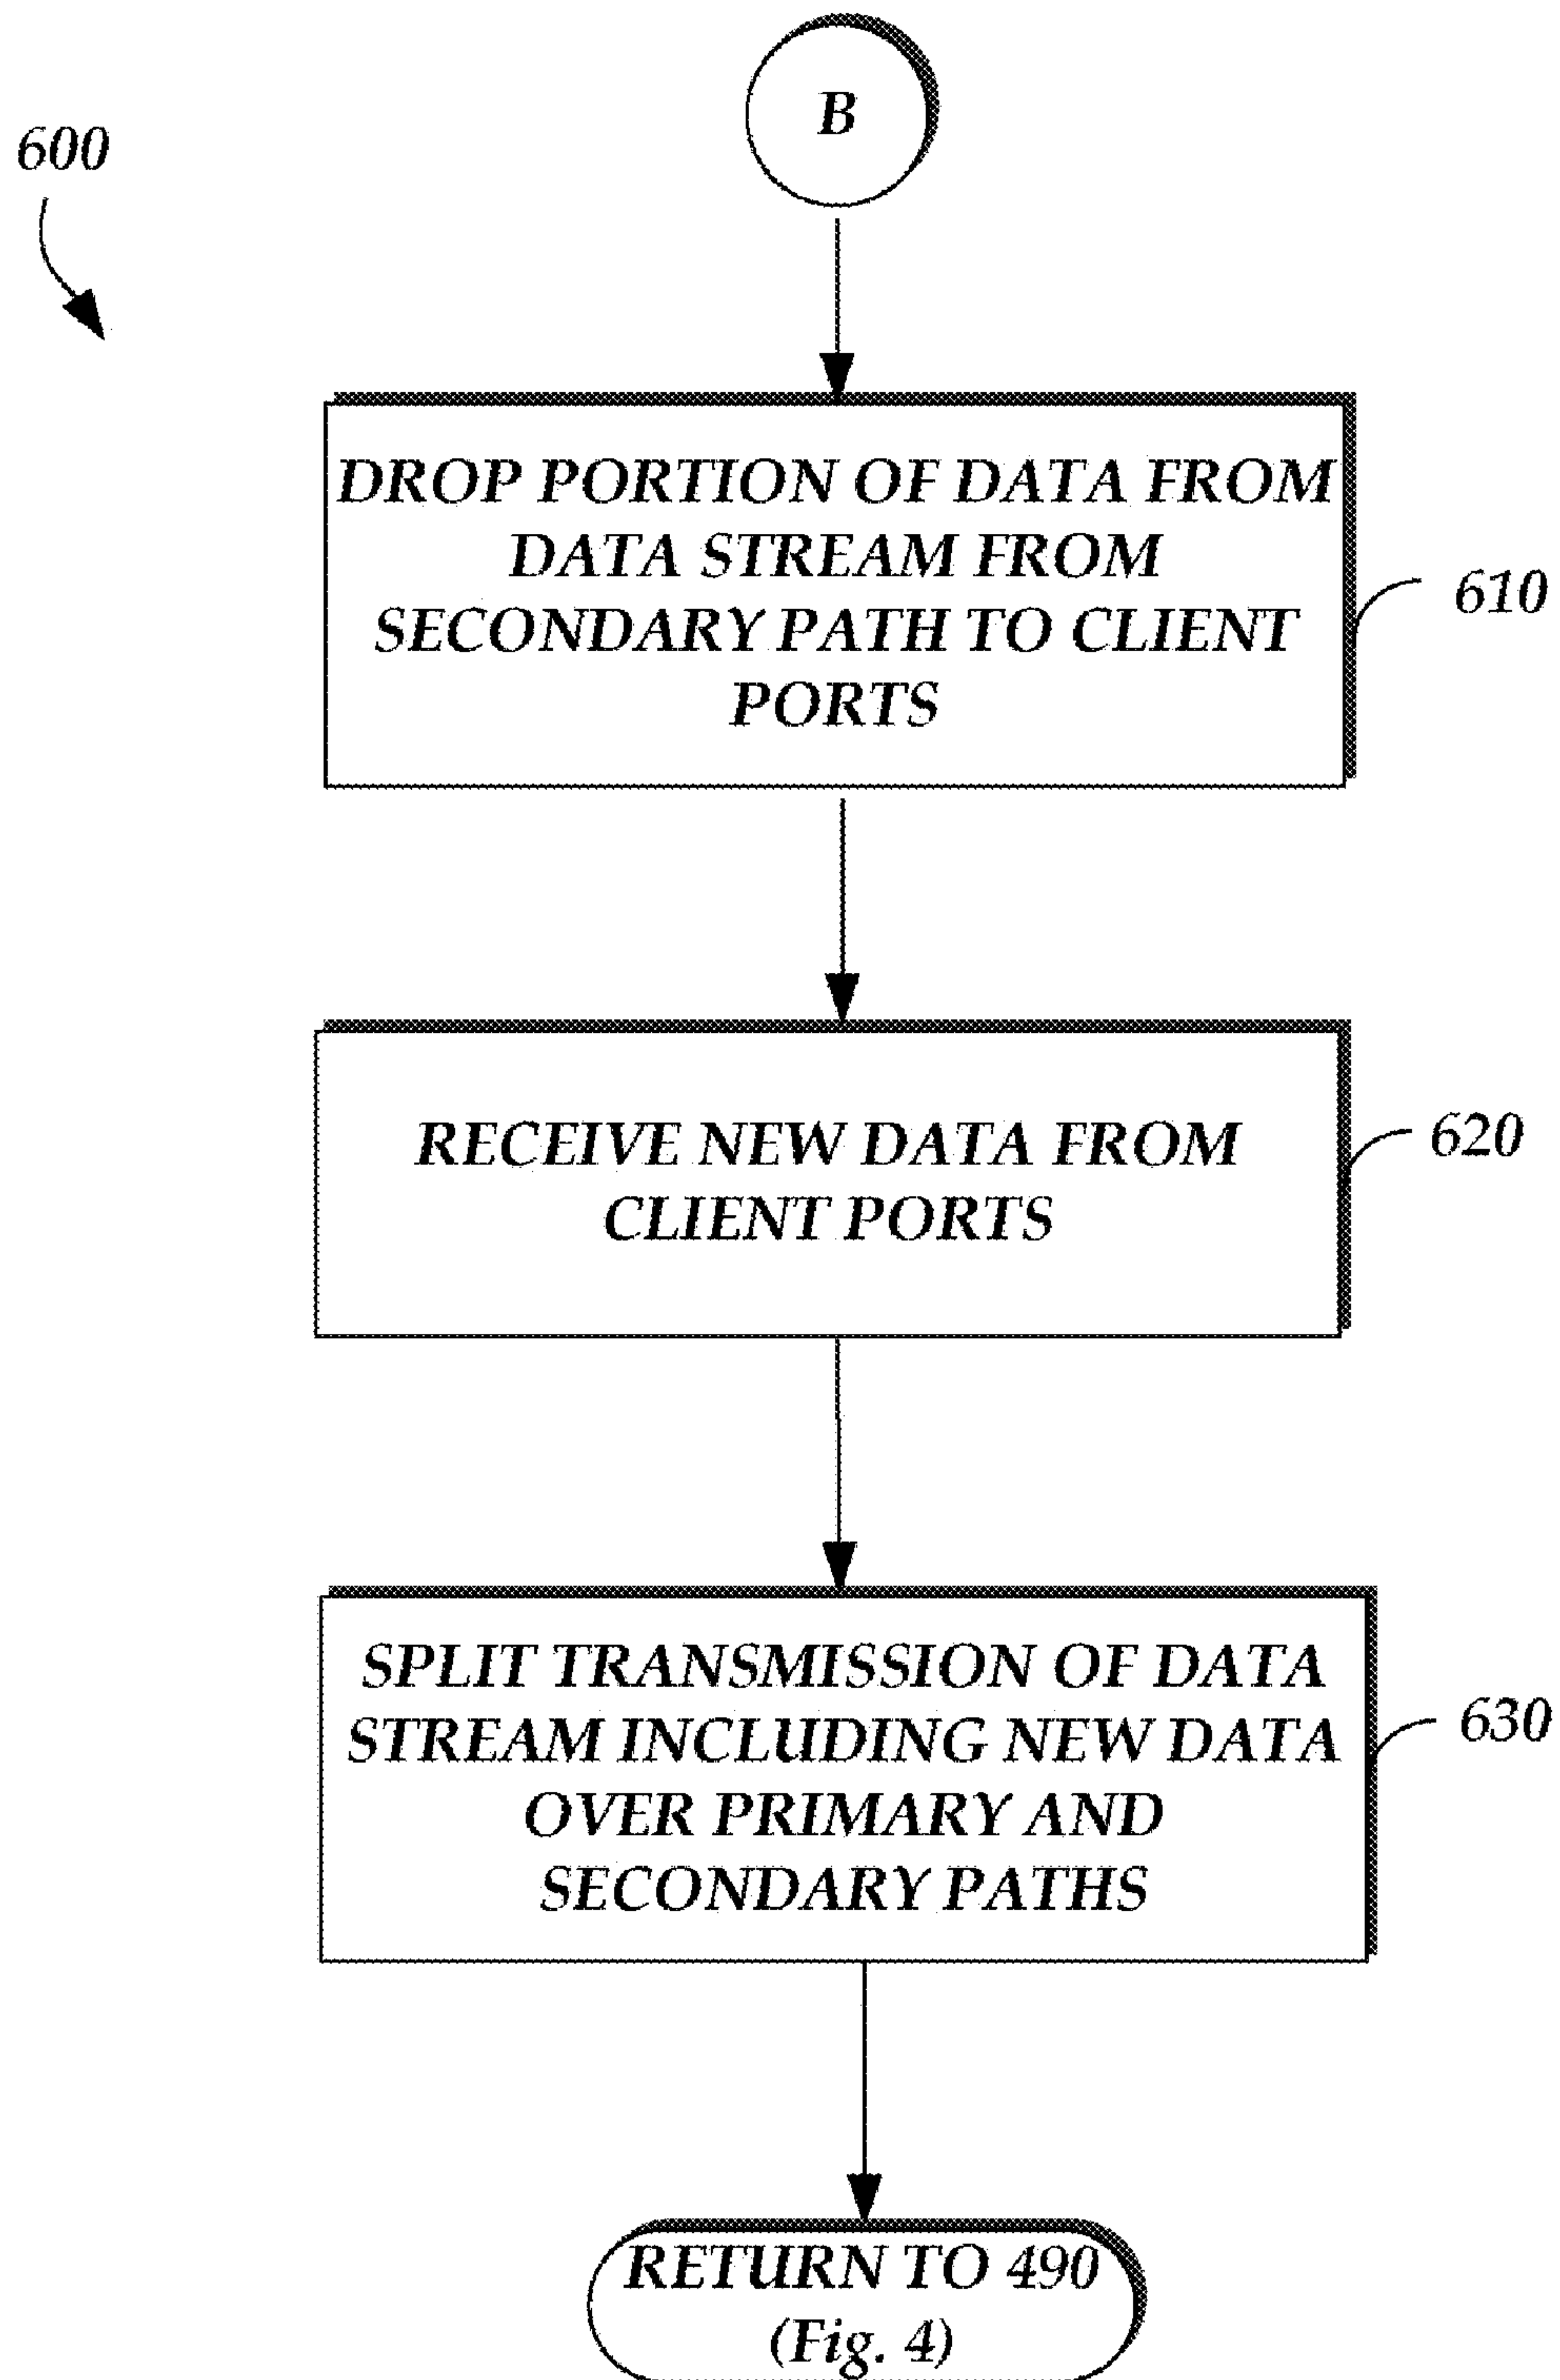 B
600
DROP PORTION OF DATA FROM
DATA STREAM FROM
SECONDARY PATH TO CLIENT
PORTS
610
RECEIVE NEW DATA FROM
CLIENT PORTS
620
SPLIT TRANSMISSION OF DATA
STREAM INCLUDING NEW DATA
OVER PRIMARY AND
SECONDARY PATHS
630
RETURN TO 490
(Fig. 4)